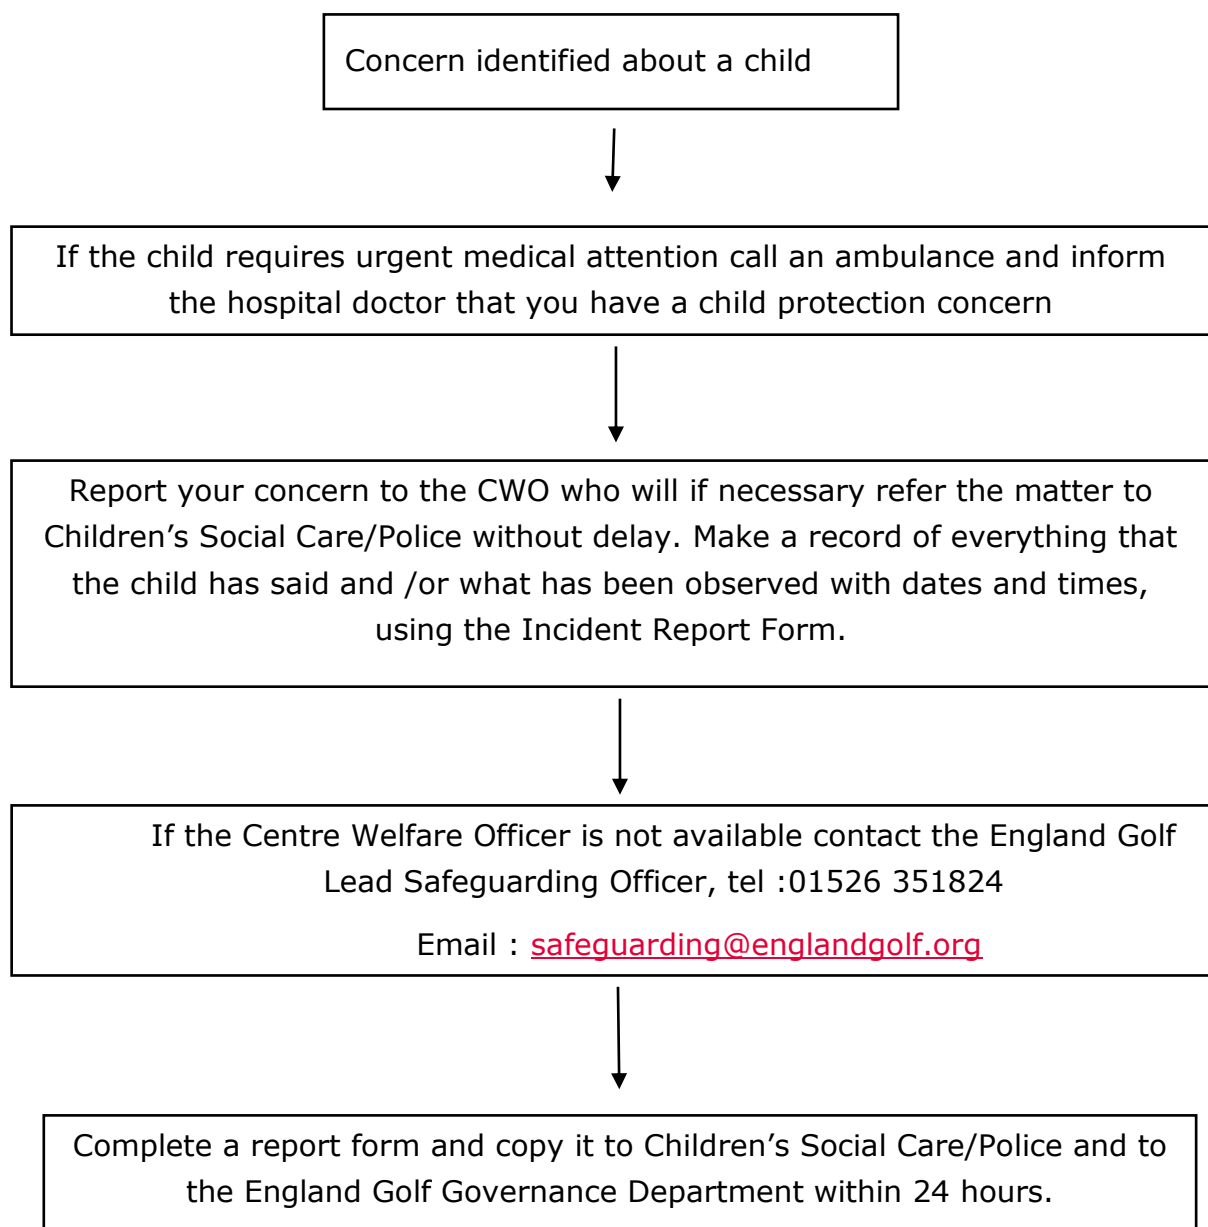 Concern identified about a child
If the child requires urgent medical attention call an ambulance and inform
the hospital doctor that you have a child protection concern
Report your concern to the CWO who will if necessary refer the matter to
Children’s Social Care/Police without delay. Make a record of everything that
the child has said and /or what has been observed with dates and times,
using the Incident Report Form.
If the Centre Welfare Officer is not available contact the England Golf
Lead Safeguarding Officer, tel :01526 351824
Email : safeguarding@englandgolf.org
Complete a report form and copy it to Children’s Social Care/Police and to
the England Golf Governance Department within 24 hours.